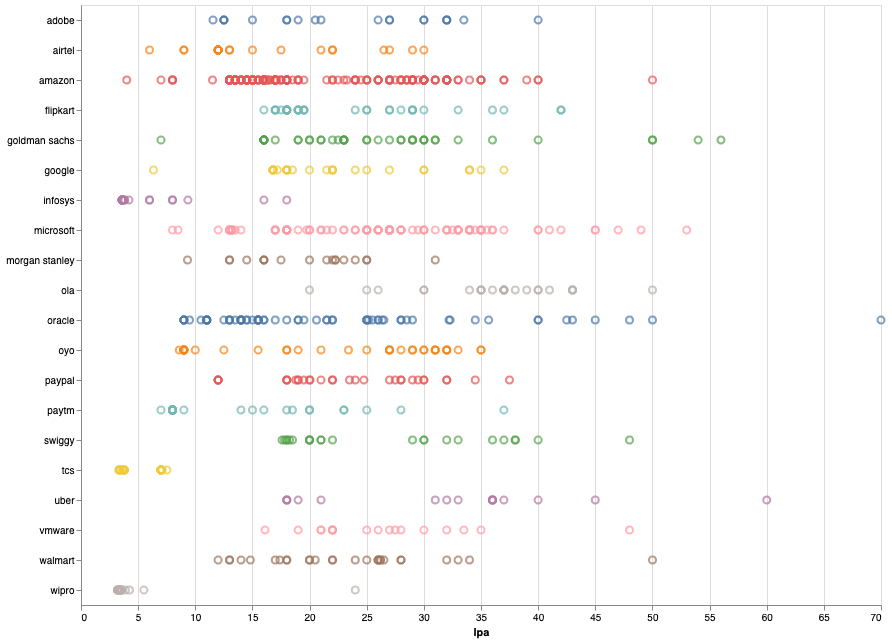 adobe
airtel
amazon
flipkart
goldman sachs
google
infosys
microsoft
morgan stanley
ola
oracle
oyo
paypal
paytm
swiggy
tcs
uber
vmware
walmart
wipro
0 5 10 15 20 25 30 35 40 45 50 55 60 65 70
lpa